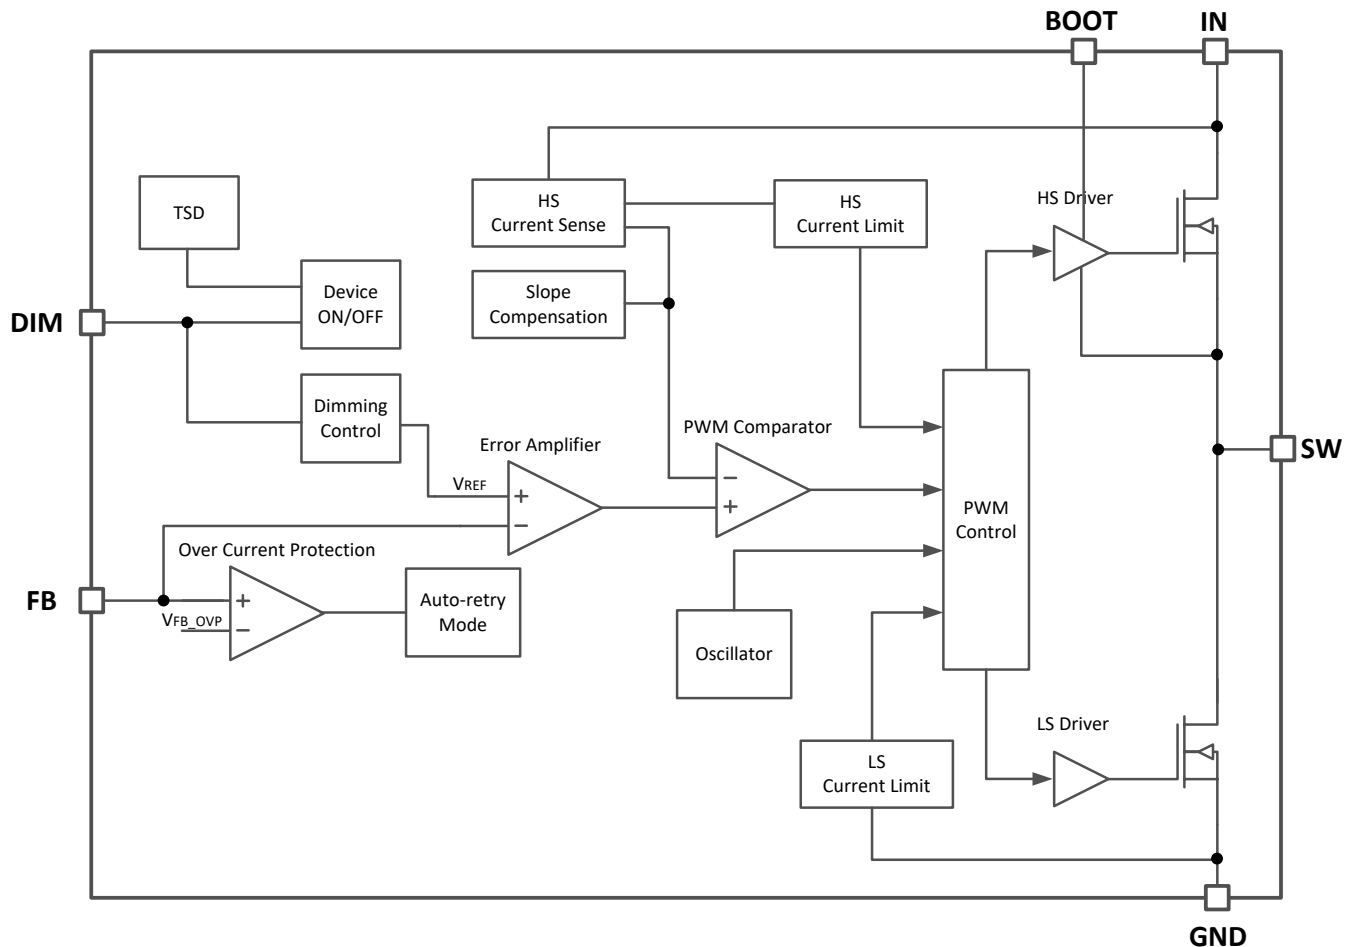 BOOT
IN
TSD
HS
Current Sense
HS
Current Limit
HS Driver
Device
ON/OFF
Slope
Compensation
DIM
Dimming
Control
PWM Comparator
Error Amplifier
SW
VREF
+
−
−
+
PWM
Control
Over Current Protection
FB
+
−
VFB_OVP
Auto-retry
Mode
Oscillator
LS Driver
LS
Current Limit
GND